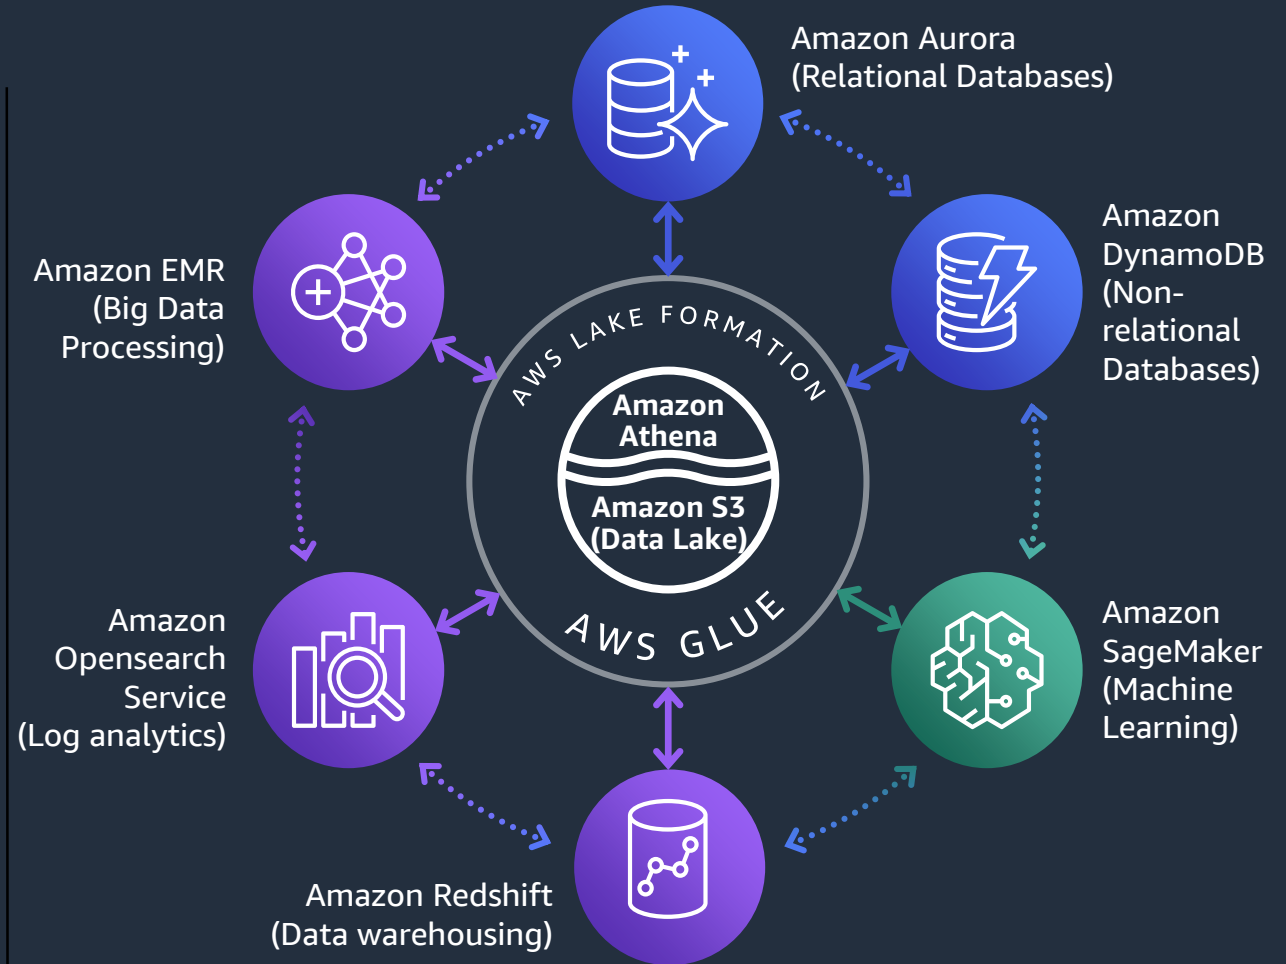 Amazon Aurora
(Relational Databases)
Amazon
DynamoDB
(Non-
relational
Databases)
Amazon EMR
(Big Data
Processing)
AWS LAKE FORMATION
Amazon
Athena
Amazon S3
(Data Lake)
AWS GLUE
Amazon
Opensearch
Service
(Log analytics)
Amazon
SageMaker
(Machine
Learning)
Amazon Redshift
(Data warehousing)